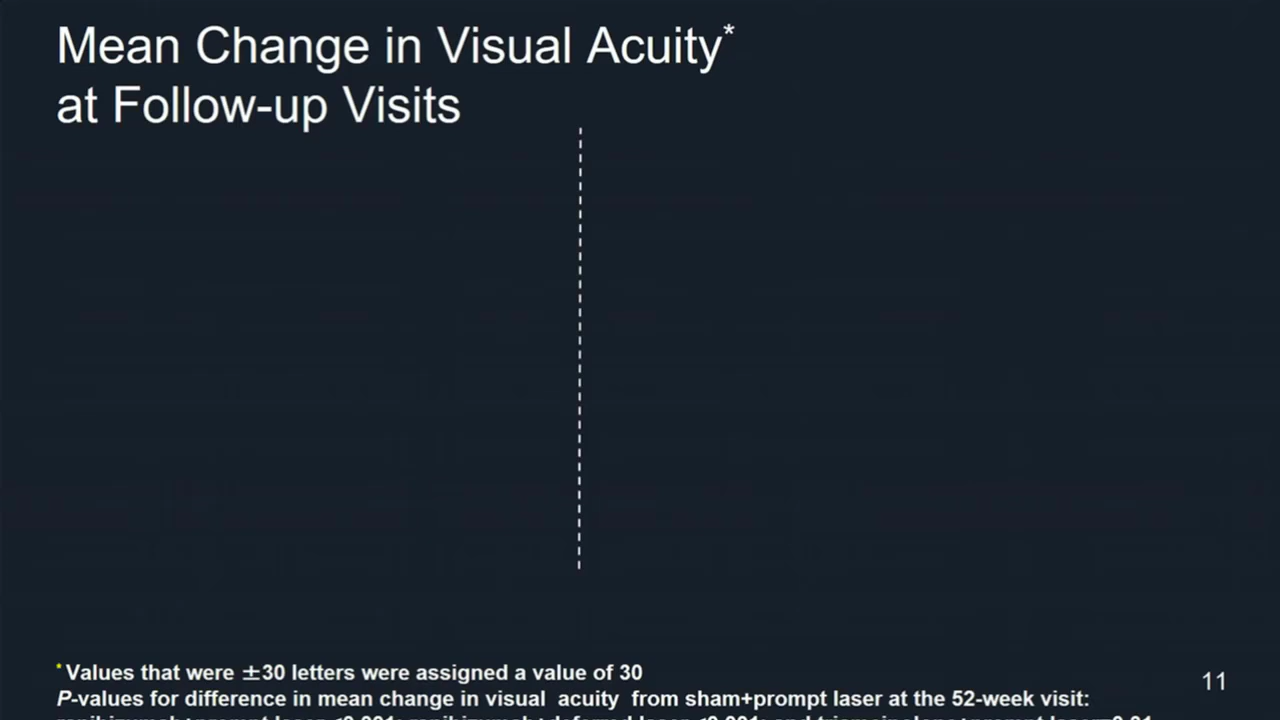 Mean Change in Visual Acuity*
at Follow-up Visits
* Values that were ±30 letters were assigned a value of 30
11
P-values for difference in mean change in visual acuity from sham+prompt laser at the 52-week visit: